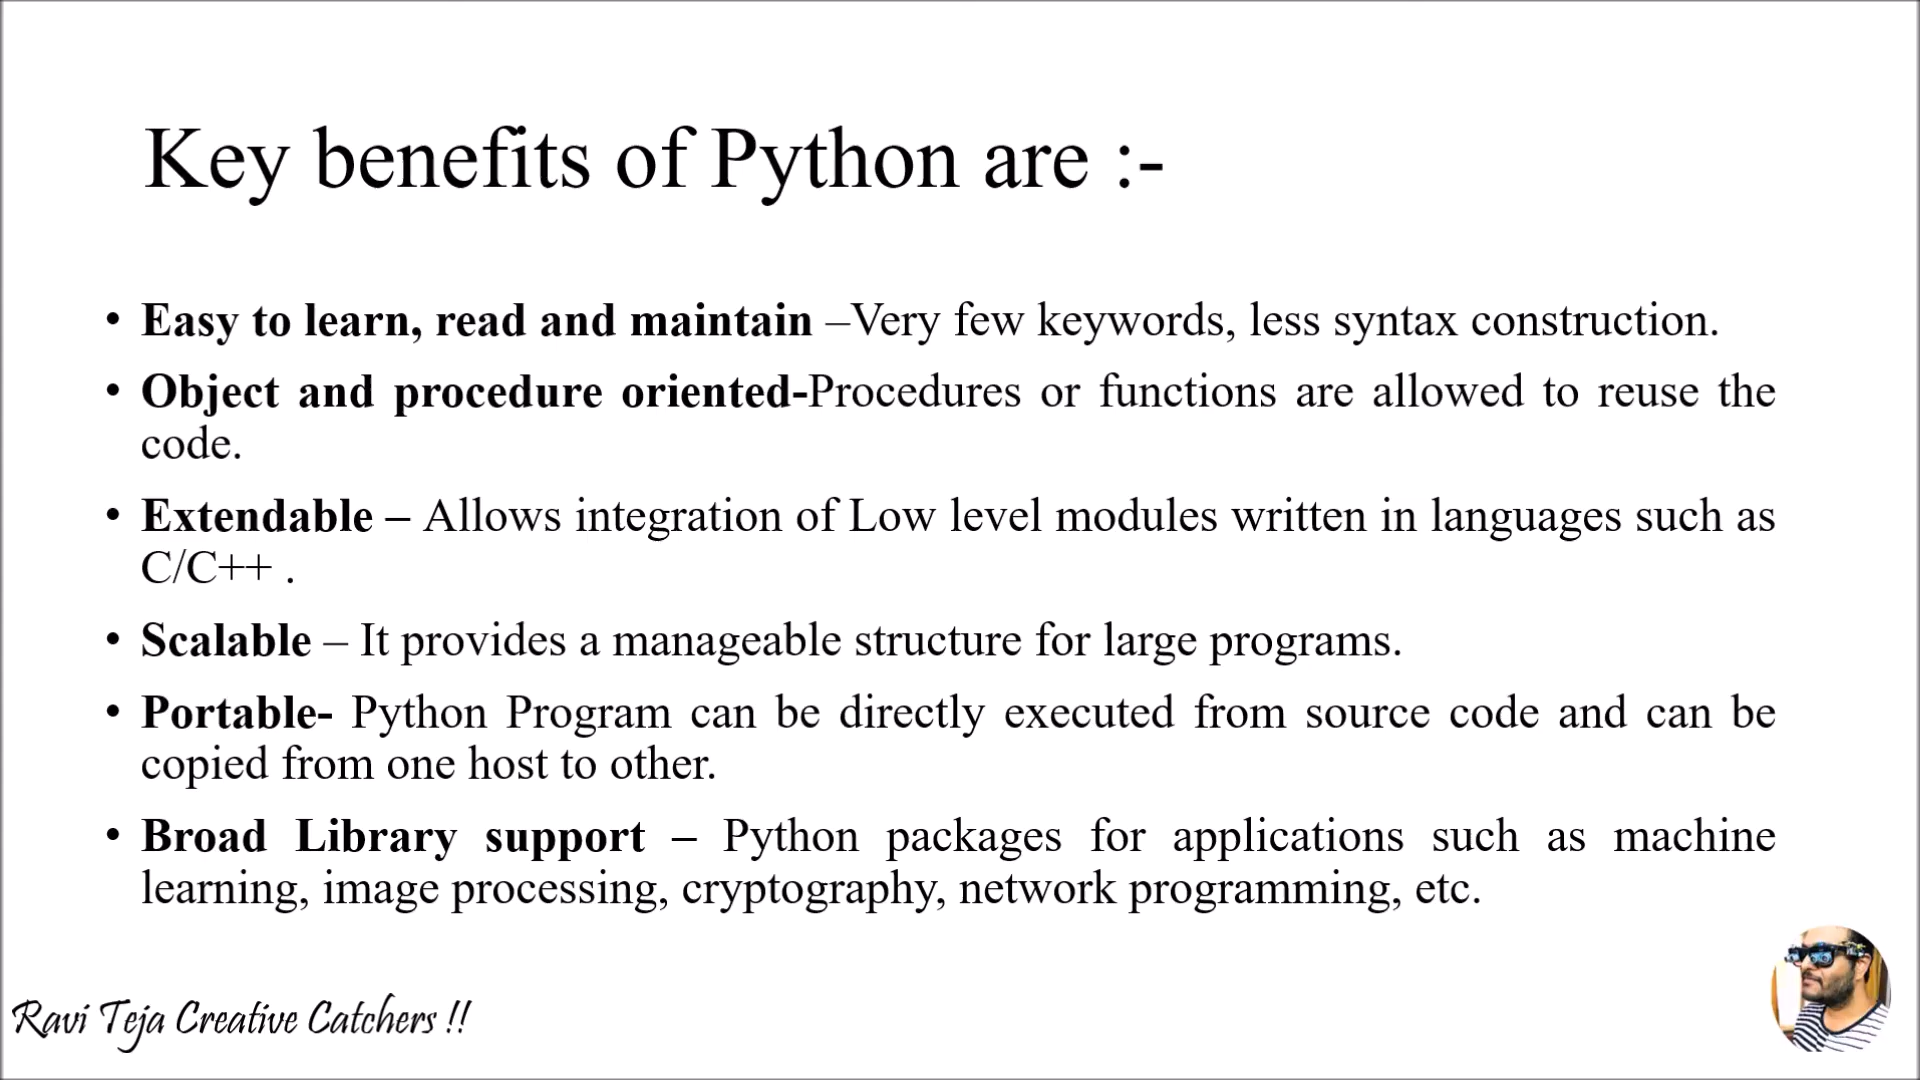 Key benefits of Python are :-
• Easy to learn, read and maintain –Very few keywords, less syntax construction.
• Object and procedure oriented-Procedures or functions are allowed to reuse the
code.
• Extendable – Allows integration of Low level modules written in languages such as
C/C++ .
• Scalable – It provides a manageable structure for large programs.
• Portable- Python Program can be directly executed from source code and can be
copied from one host to other.
• Broad Library support – Python packages for applications such as machine
learning, image processing, cryptography, network programming, etc.
Ravi Teja Creative Catchers !!